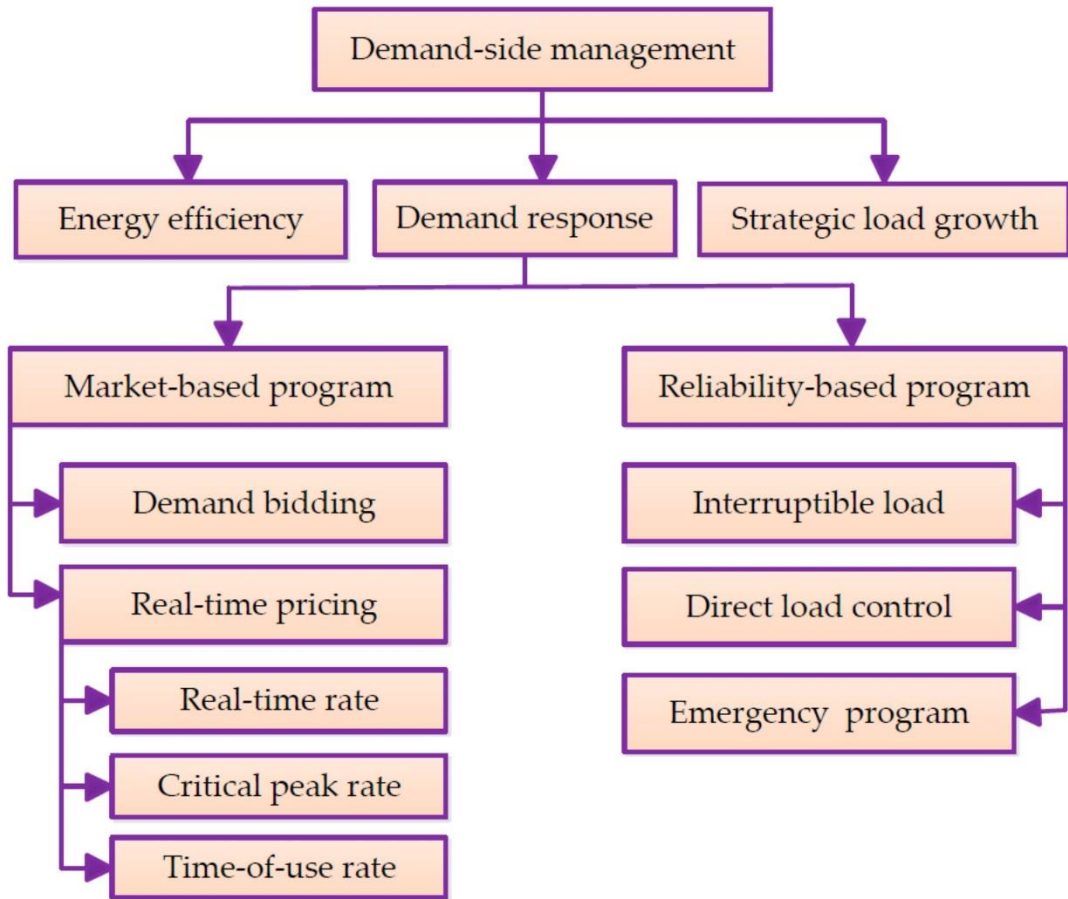 Demand-side management
Energy efficiency
Demand response
Strategic load growth
Market-based program
Reliability-based program
Demand bidding
Interruptible load
Real-time pricing
Direct load control
Real-time rate
Emergency program
Critical peak rate
Time-of-use rate